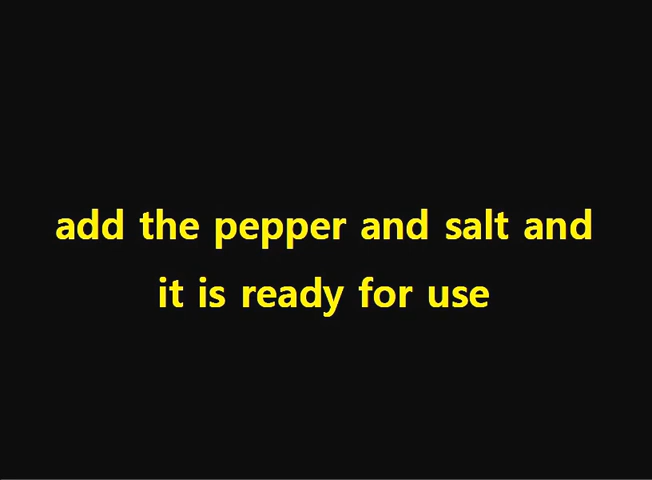 add the pepper and salt and
it is ready for use